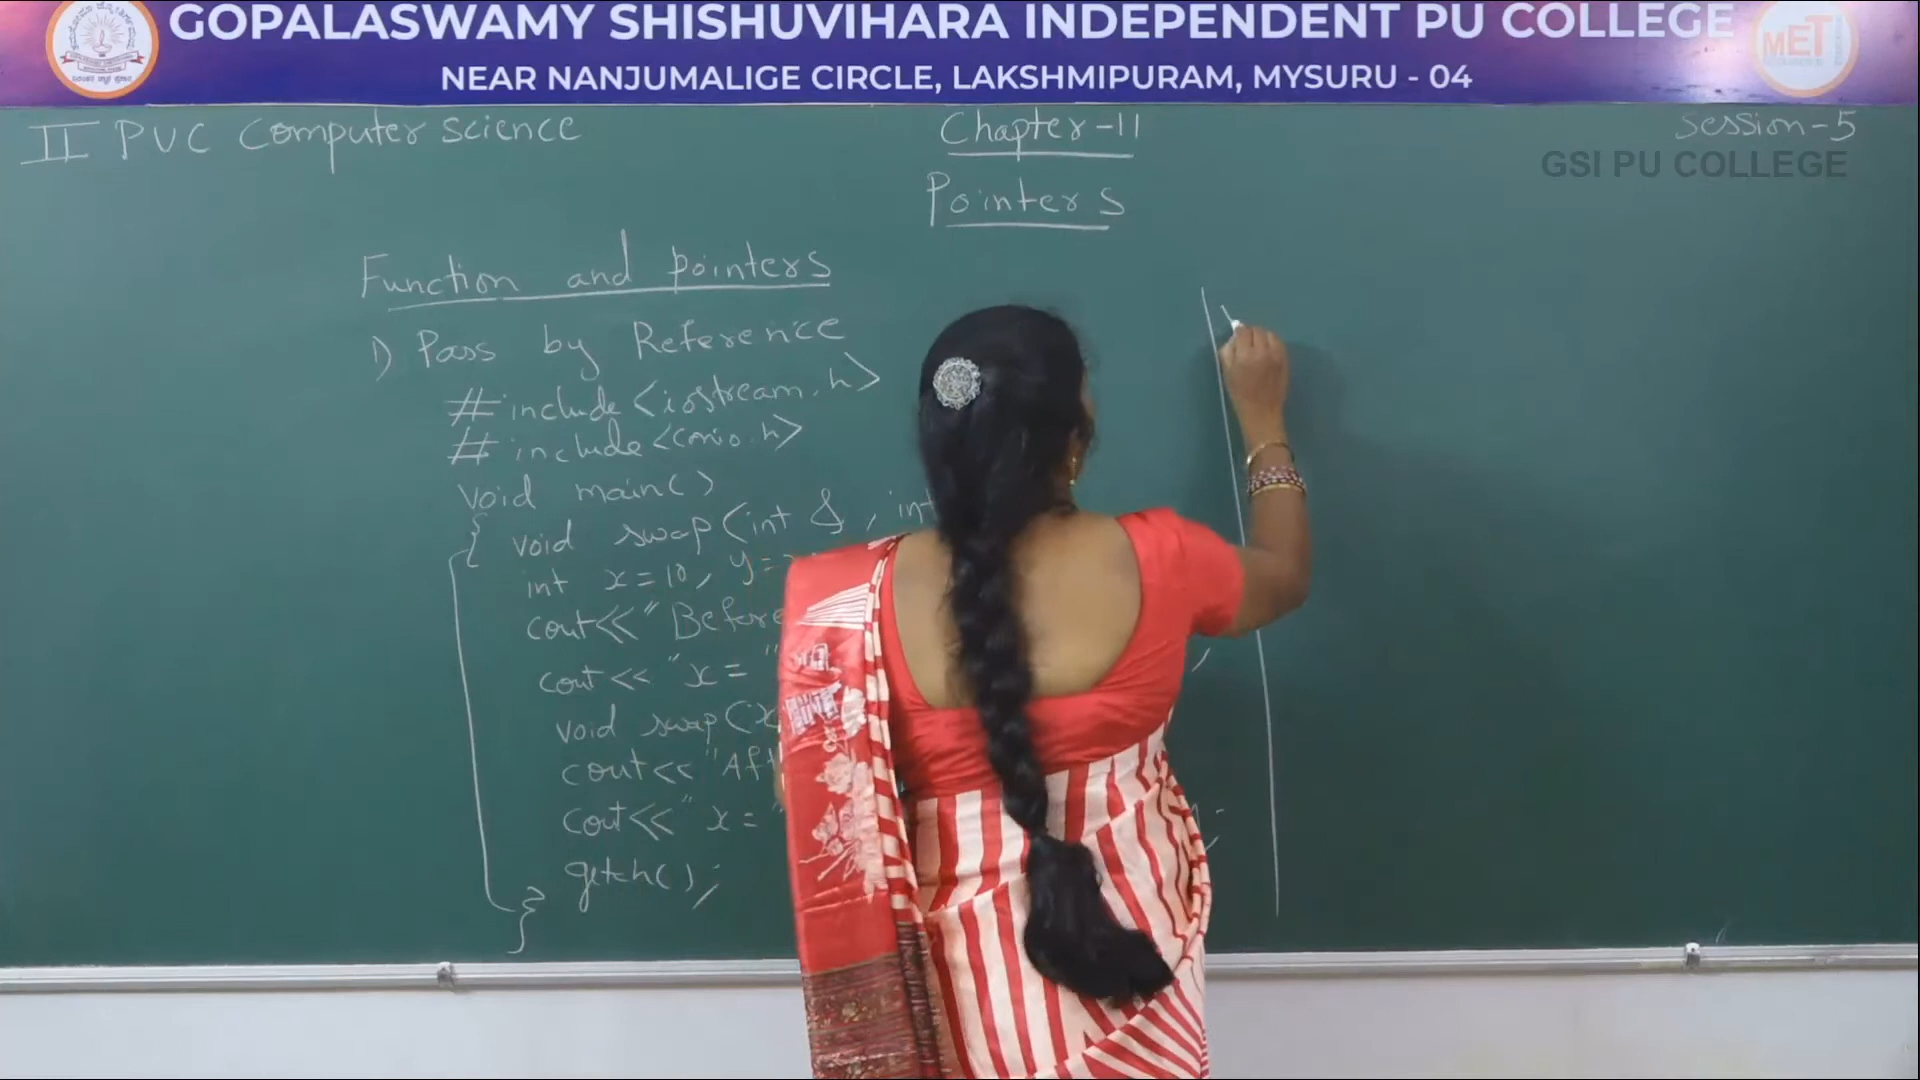 GOPALASWAMY SHISHUVIHARA INDEPENDENT PU COLLEGE
NEAR NANJUMALIGE CIRCLE, LAKSHMIPURAM, MYSURU - 04
MET
II PUC Computer science
Chapter-11
Session-5
GSI PU COLLEGE
Pointers
Function and pointers
1) Pass by Reference
#include <iostream.h>
#include <conio.h>
void main()
{ void swap (int & , int
int x = 10, y =
cout<< " Before
cout << "x = "
void swap (x
cout << "Aft
cout << " x = "
getch();
}